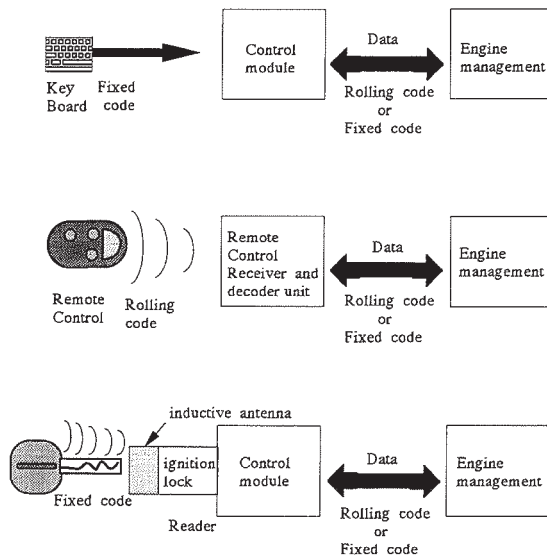 Key Board
Fixed code
Control module
Data
Rolling code
or
Fixed code
Engine management
Remote Control
Rolling code
Remote Control Receiver and decoder unit
Data
Rolling code
or
Fixed code
Engine management
inductive antenna
Fixed code
ignition lock
Reader
Control module
Data
Rolling code
or
Fixed code
Engine management